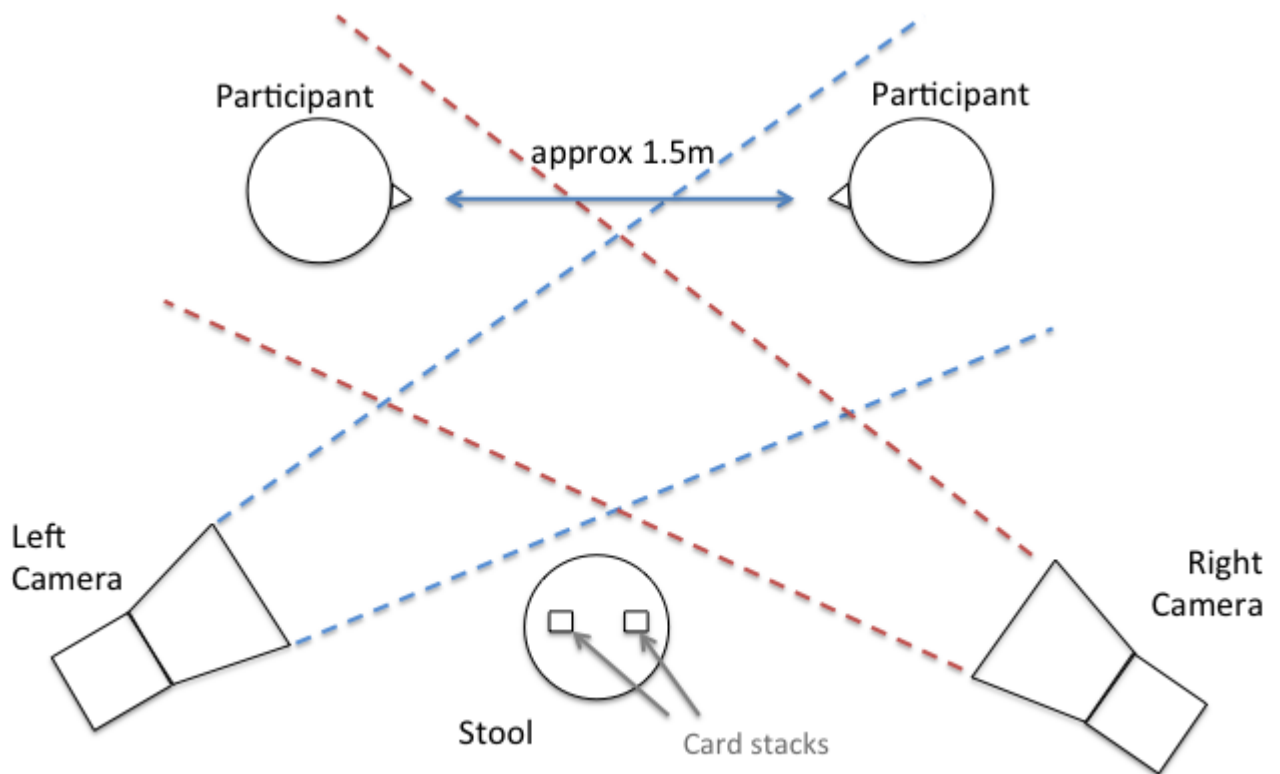 Participant
Participant
approx 1.5m
Left
Camera
Right
Camera
Stool
Card stacks